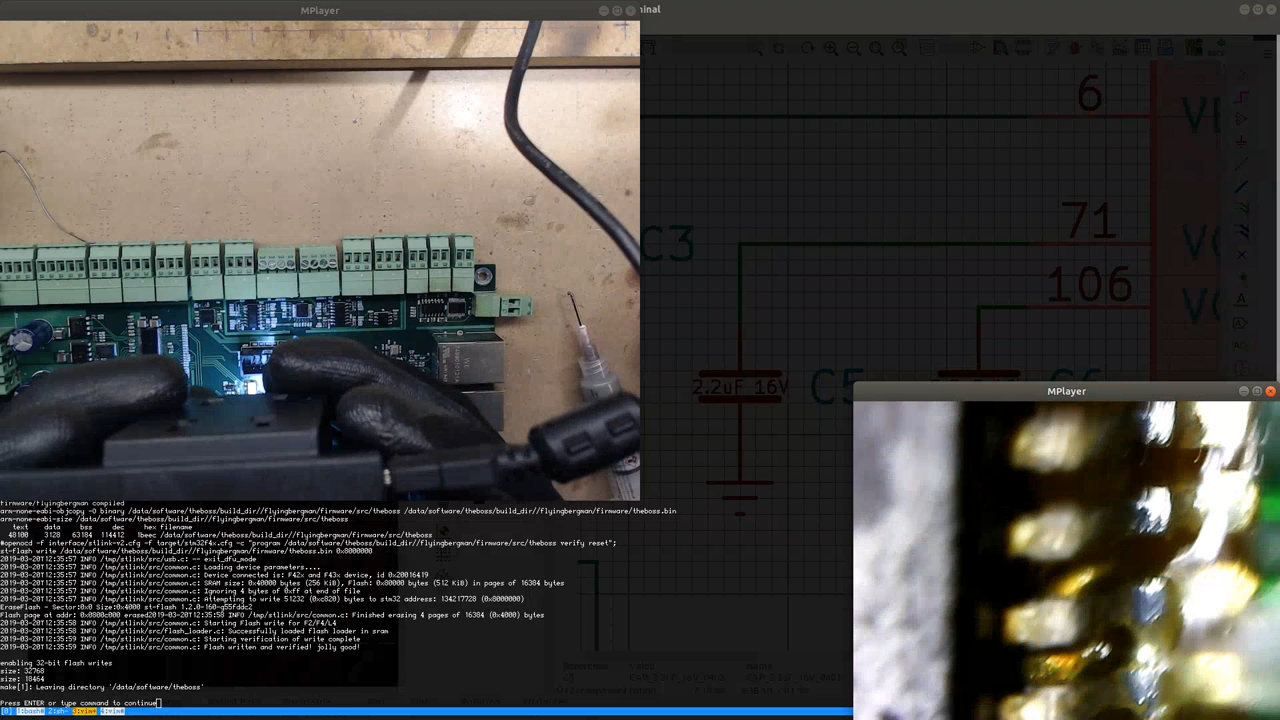 MPlayer
inal
6
71
106
C3
2.2uF 16V
C5
C6
MPlayer
firmware/flyingbergman compiled
arm-none-eabi-objcopy -O binary /data/software/theboss/build_dir//flyingbergman/firmware/src/theboss /data/software/theboss/build_dir//flyingbergman/firmware/theboss.bin
arm-none-eabi-size /data/software/theboss/build_dir//flyingbergman/firmware/src/theboss
text data bss dec hex filename
48100 3128 63184 114412 1beec /data/software/theboss/build_dir//flyingbergman/firmware/src/theboss
#openocd -f interface/stlink-v2.cfg -f target/stm32f4x.cfg -c "program /data/software/theboss/build_dir//flyingbergman/firmware/src/theboss verify reset";
st-flash write /data/software/theboss/build_dir//flyingbergman/firmware/theboss.bin 0x8000000
2019-03-20T12:35:57 INFO /tmp/stlink/src/usb.c: -- exit_dfu_mode
2019-03-20T12:35:57 INFO /tmp/stlink/src/common.c: Loading device parameters....
2019-03-20T12:35:57 INFO /tmp/stlink/src/common.c: Device connected is: F42x and F43x device, id 0x20016419
2019-03-20T12:35:57 INFO /tmp/stlink/src/common.c: SRAM size: 0x40000 bytes (256 KiB), Flash: 0x80000 bytes (512 KiB) in pages of 16384 bytes
2019-03-20T12:35:57 INFO /tmp/stlink/src/common.c: Ignoring 4 bytes of 0xff at end of file
2019-03-20T12:35:57 INFO /tmp/stlink/src/common.c: Attempting to write 51232 (0xc820) bytes to stm32 address: 134217728 (0x8000000)
EraseFlash - Sector:0x0 Size:0x4000 st-flash 1.2.0-160-g55fddc2
Flash page at addr: 0x0800c000 erased2019-03-20T12:35:58 INFO /tmp/stlink/src/common.c: Finished erasing 4 pages of 16384 (0x4000) bytes
2019-03-20T12:35:58 INFO /tmp/stlink/src/common.c: Starting Flash write for F2/F4/L4
2019-03-20T12:35:58 INFO /tmp/stlink/src/flash_loader.c: Successfully loaded flash loader in sram
2019-03-20T12:35:59 INFO /tmp/stlink/src/common.c: Starting verification of write complete
2019-03-20T12:35:59 INFO /tmp/stlink/src/common.c: Flash written and verified! jolly good!
enabling 32-bit flash writes
size: 32768
size: 18464
make[1]: Leaving directory '/data/software/theboss'
Press ENTER or type command to continue
[0] 1:bash# 2:sh- 3:vim* 4:vim#